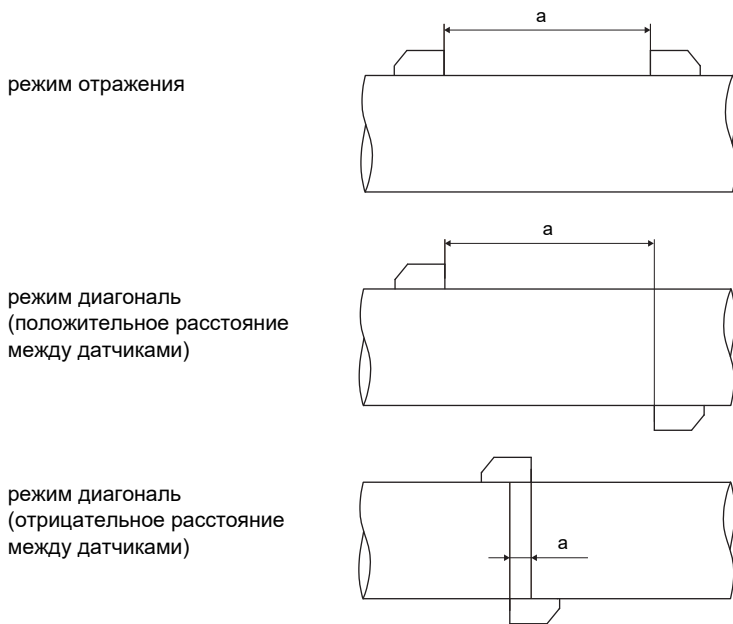 a
режим отражения
a
режим диагональ
(положительное расстояние
между датчиками)
режим диагональ
(отрицательное расстояние
между датчиками)
a